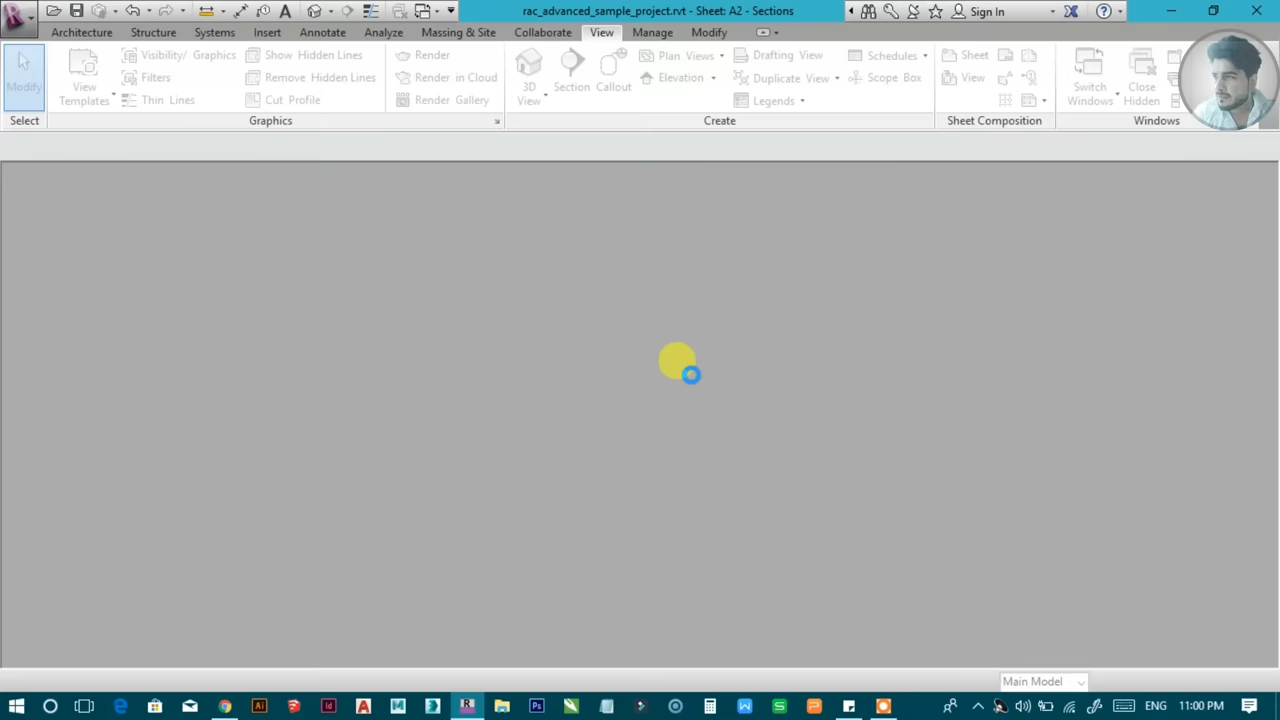 rac_advanced_sample_project.rvt - Sheet: A2 - Sections
Sign In
Architecture Structure Systems Insert Annotate Analyze Massing & Site Collaborate View Manage Modify
Modify
View Templates
Visibility/ Graphics
Filters
Thin Lines
Show Hidden Lines
Remove Hidden Lines
Cut Profile
Render
Render in Cloud
Render Gallery
3D View
Section
Callout
Plan Views
Elevation
Drafting View
Duplicate View
Legends
Schedules
Scope Box
Sheet
View
Switch Windows
Close Hidden
Select Graphics Create Sheet Composition Windows
Main Model
ENG 11:00 PM